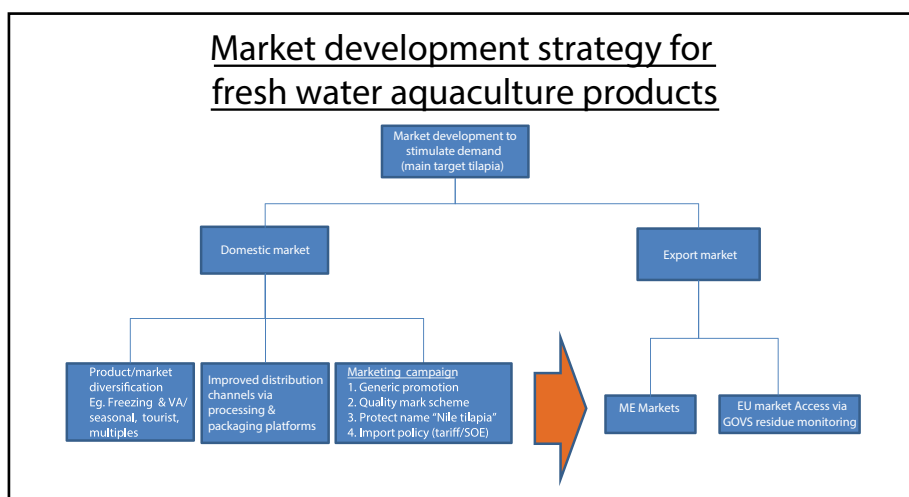 Market development strategy for
fresh water aquaculture products
Market development to
stimulate demand
(main target tilapia)
Domestic market
Export market
Product/market
diversification
Eg. Freezing & VA/
seasonal, tourist,
multiples
Improved distribution
channels via
processing &
packaging platforms
Marketing campaign
1. Generic promotion
2. Quality mark scheme
3. Protect name “Nile tilapia”
4. Import policy (tariff/SOE)
ME Markets
EU market Access via
GOVS residue monitoring